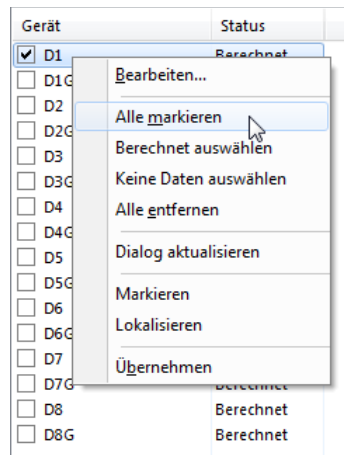 Gerät Status
D1 Berechnet
Bearbeiten...
D1G
D2
Alle markieren
D2G
Berechnet auswählen
D3
Keine Daten auswählen
D3G
D4
Alle entfernen
D4G
Dialog aktualisieren
D5
D5G
Markieren
D6
Lokalisieren
D6G
D7
Übernehmen
D7G Berechnet
D8 Berechnet
D8G Berechnet